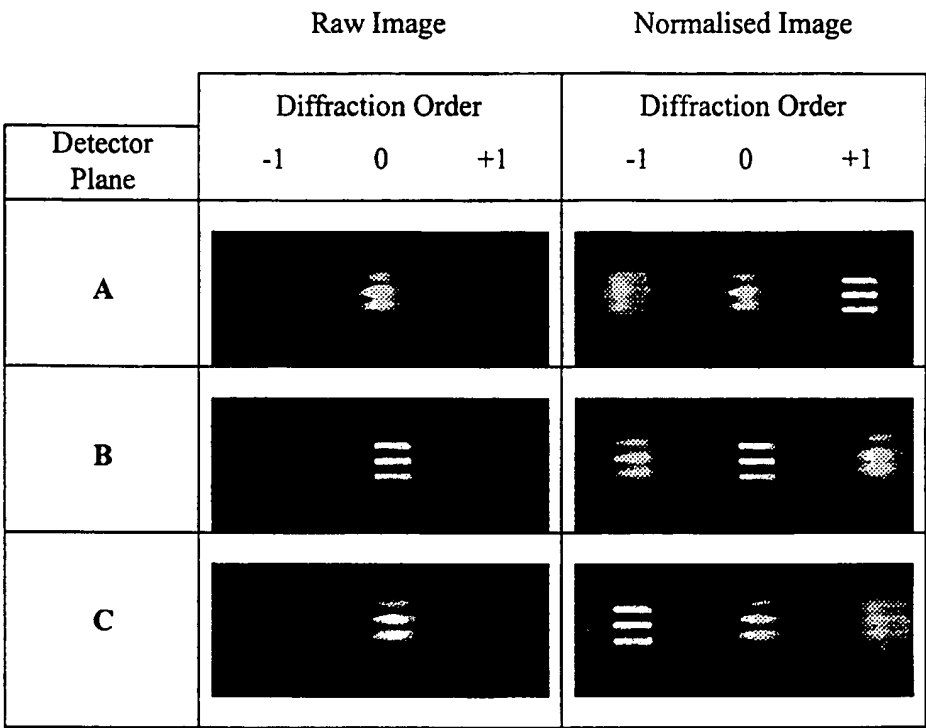 Raw Image Normalised Image
Diffraction Order Diffraction Order
Detector Plane -1 0 +1 -1 0 +1
A
B
C